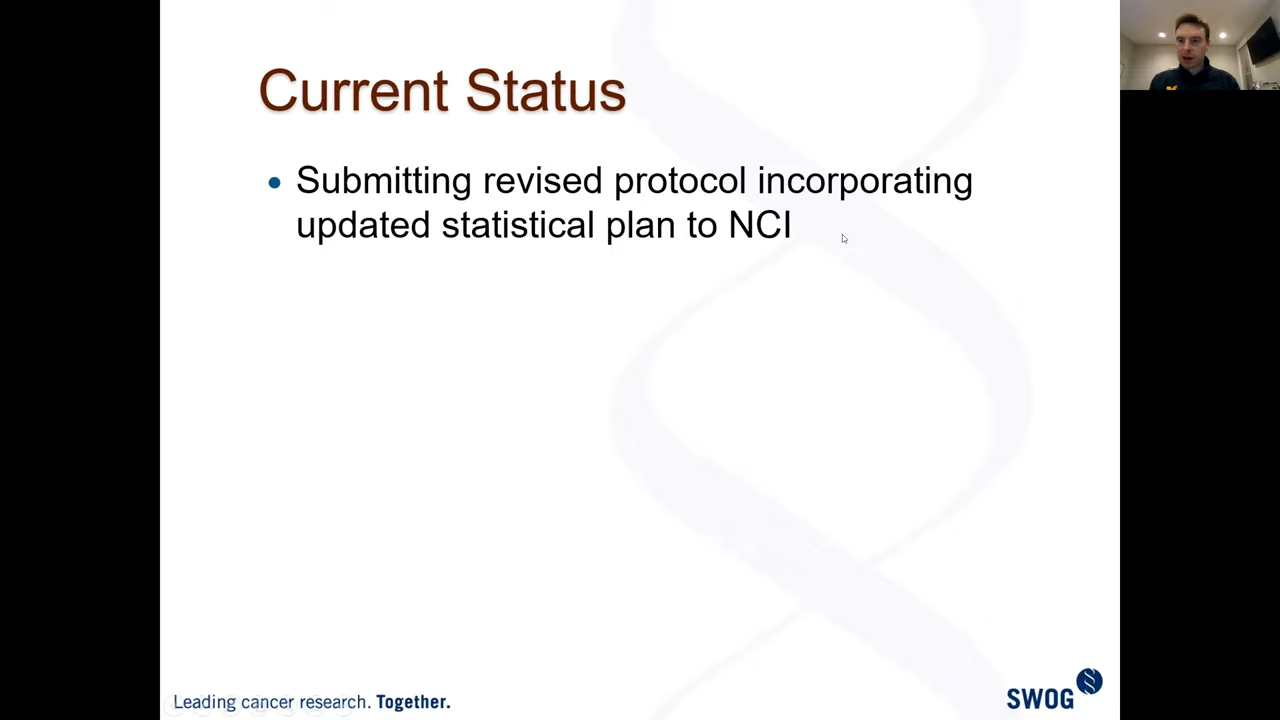 Current Status
• Submitting revised protocol incorporating
updated statistical plan to NCI
Leading cancer research. Together.
SWOG